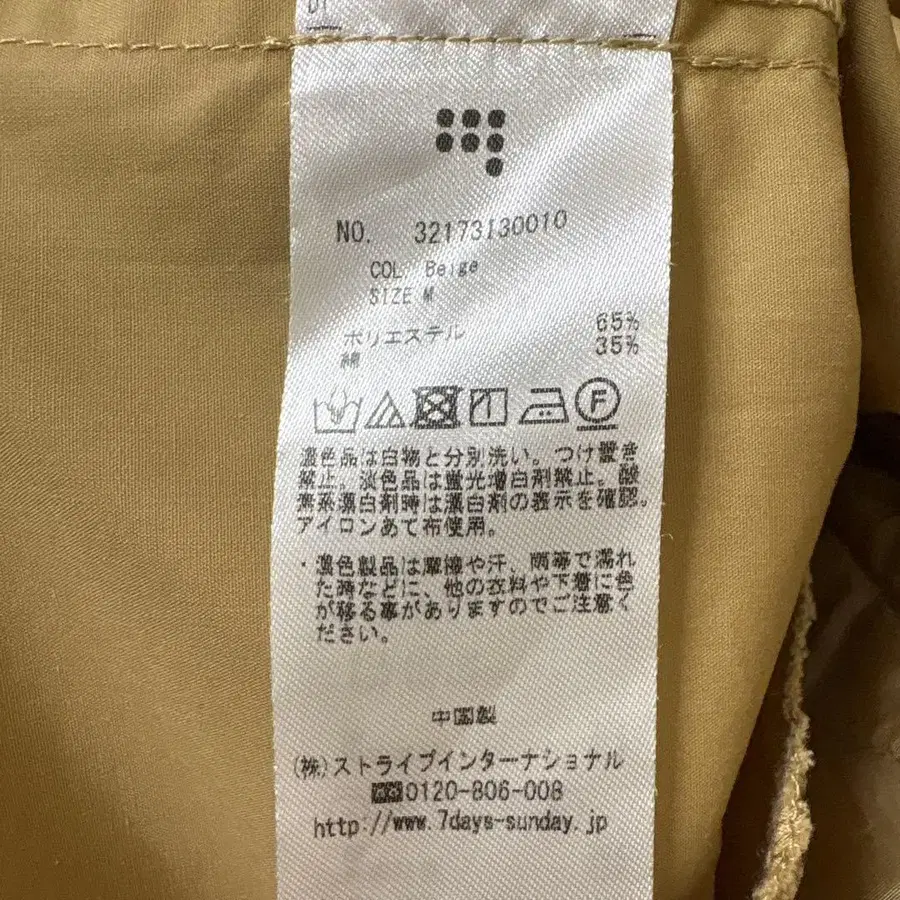 NO. 32173I30010
COL Beige
SIZE M
ポリエステル 65%
綿 35%
F
濃色品は白物と分別洗い。つけ置き
禁止。淡色品は蛍光増白剤禁止。酸
素系漂白剤時は漂白剤の表示を確認。
アイロンあて布使用。
・濃色製品は摩擦や汗、雨等で濡れ
た時などに、他の衣料や下着に色
が移る事がありますのでご注意く
ださい。
中国製
(株)ストライプインターナショナル
0120-806-008
http://www.7days-sunday.jp